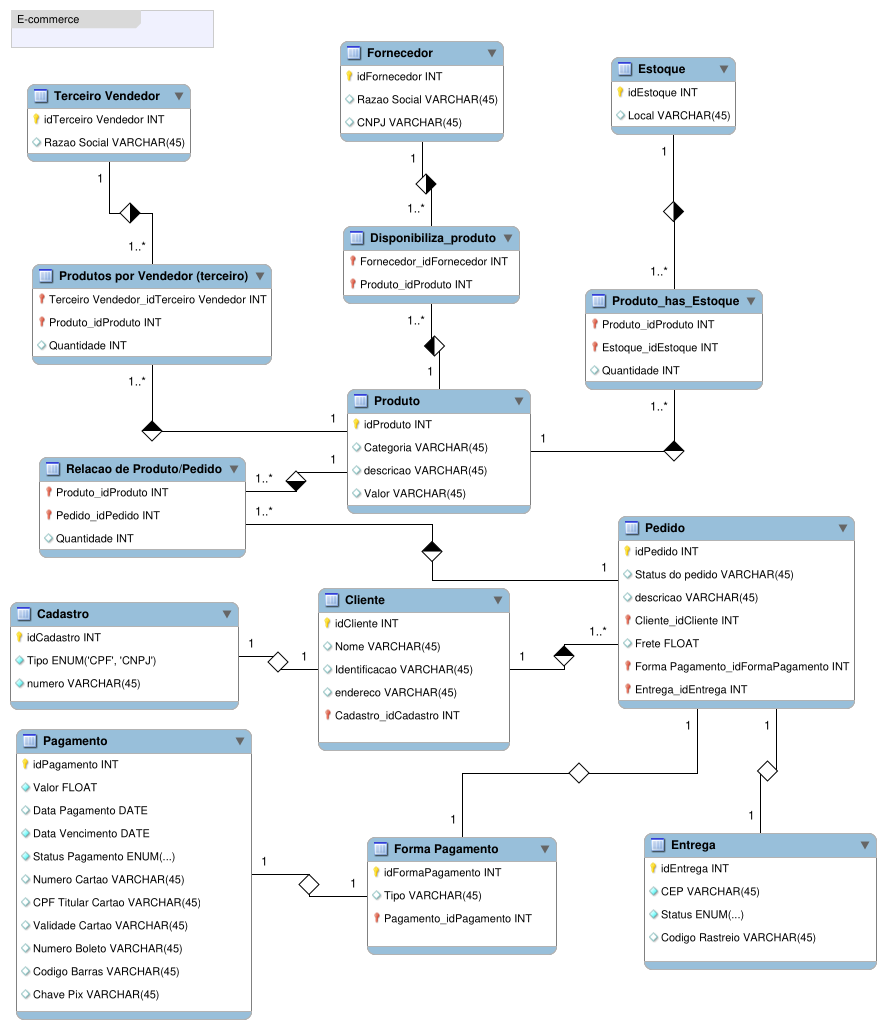 E-commerce
Terceiro Vendedor
idTerceiro Vendedor INT
Razao Social VARCHAR(45)
Fornecedor
idFornecedor INT
Razao Social VARCHAR(45)
CNPJ VARCHAR(45)
Estoque
idEstoque INT
Local VARCHAR(45)
1
1..*
1
1..*
1
1..*
Produtos por Vendedor (terceiro)
Terceiro Vendedor_idTerceiro Vendedor INT
Produto_idProduto INT
Quantidade INT
Disponibiliza_produto
Fornecedor_idFornecedor INT
Produto_idProduto INT
Produto_has_Estoque
Produto_idProduto INT
Estoque_idEstoque INT
Quantidade INT
1..*
1
1..*
1
1..*
1
Produto
idProduto INT
Categoria VARCHAR(45)
descricao VARCHAR(45)
Valor VARCHAR(45)
Relacao de Produto/Pedido
Produto_idProduto INT
Pedido_idPedido INT
Quantidade INT
1..*
1
1..*
1
Pedido
idPedido INT
Status do pedido VARCHAR(45)
descricao VARCHAR(45)
Cliente_idCliente INT
Frete FLOAT
Forma Pagamento_idFormaPagamento INT
Entrega_idEntrega INT
Cadastro
idCadastro INT
Tipo ENUM('CPF', 'CNPJ')
numero VARCHAR(45)
1
1
Cliente
idCliente INT
Nome VARCHAR(45)
Identificacao VARCHAR(45)
endereco VARCHAR(45)
Cadastro_idCadastro INT
1
1..*
1
1
1
1
Pagamento
idPagamento INT
Valor FLOAT
Data Pagamento DATE
Data Vencimento DATE
Status Pagamento ENUM(...)
Numero Cartao VARCHAR(45)
CPF Titular Cartao VARCHAR(45)
Validade Cartao VARCHAR(45)
Numero Boleto VARCHAR(45)
Codigo Barras VARCHAR(45)
Chave Pix VARCHAR(45)
1
1
Forma Pagamento
idFormaPagamento INT
Tipo VARCHAR(45)
Pagamento_idPagamento INT
Entrega
idEntrega INT
CEP VARCHAR(45)
Status ENUM(...)
Codigo Rastreio VARCHAR(45)